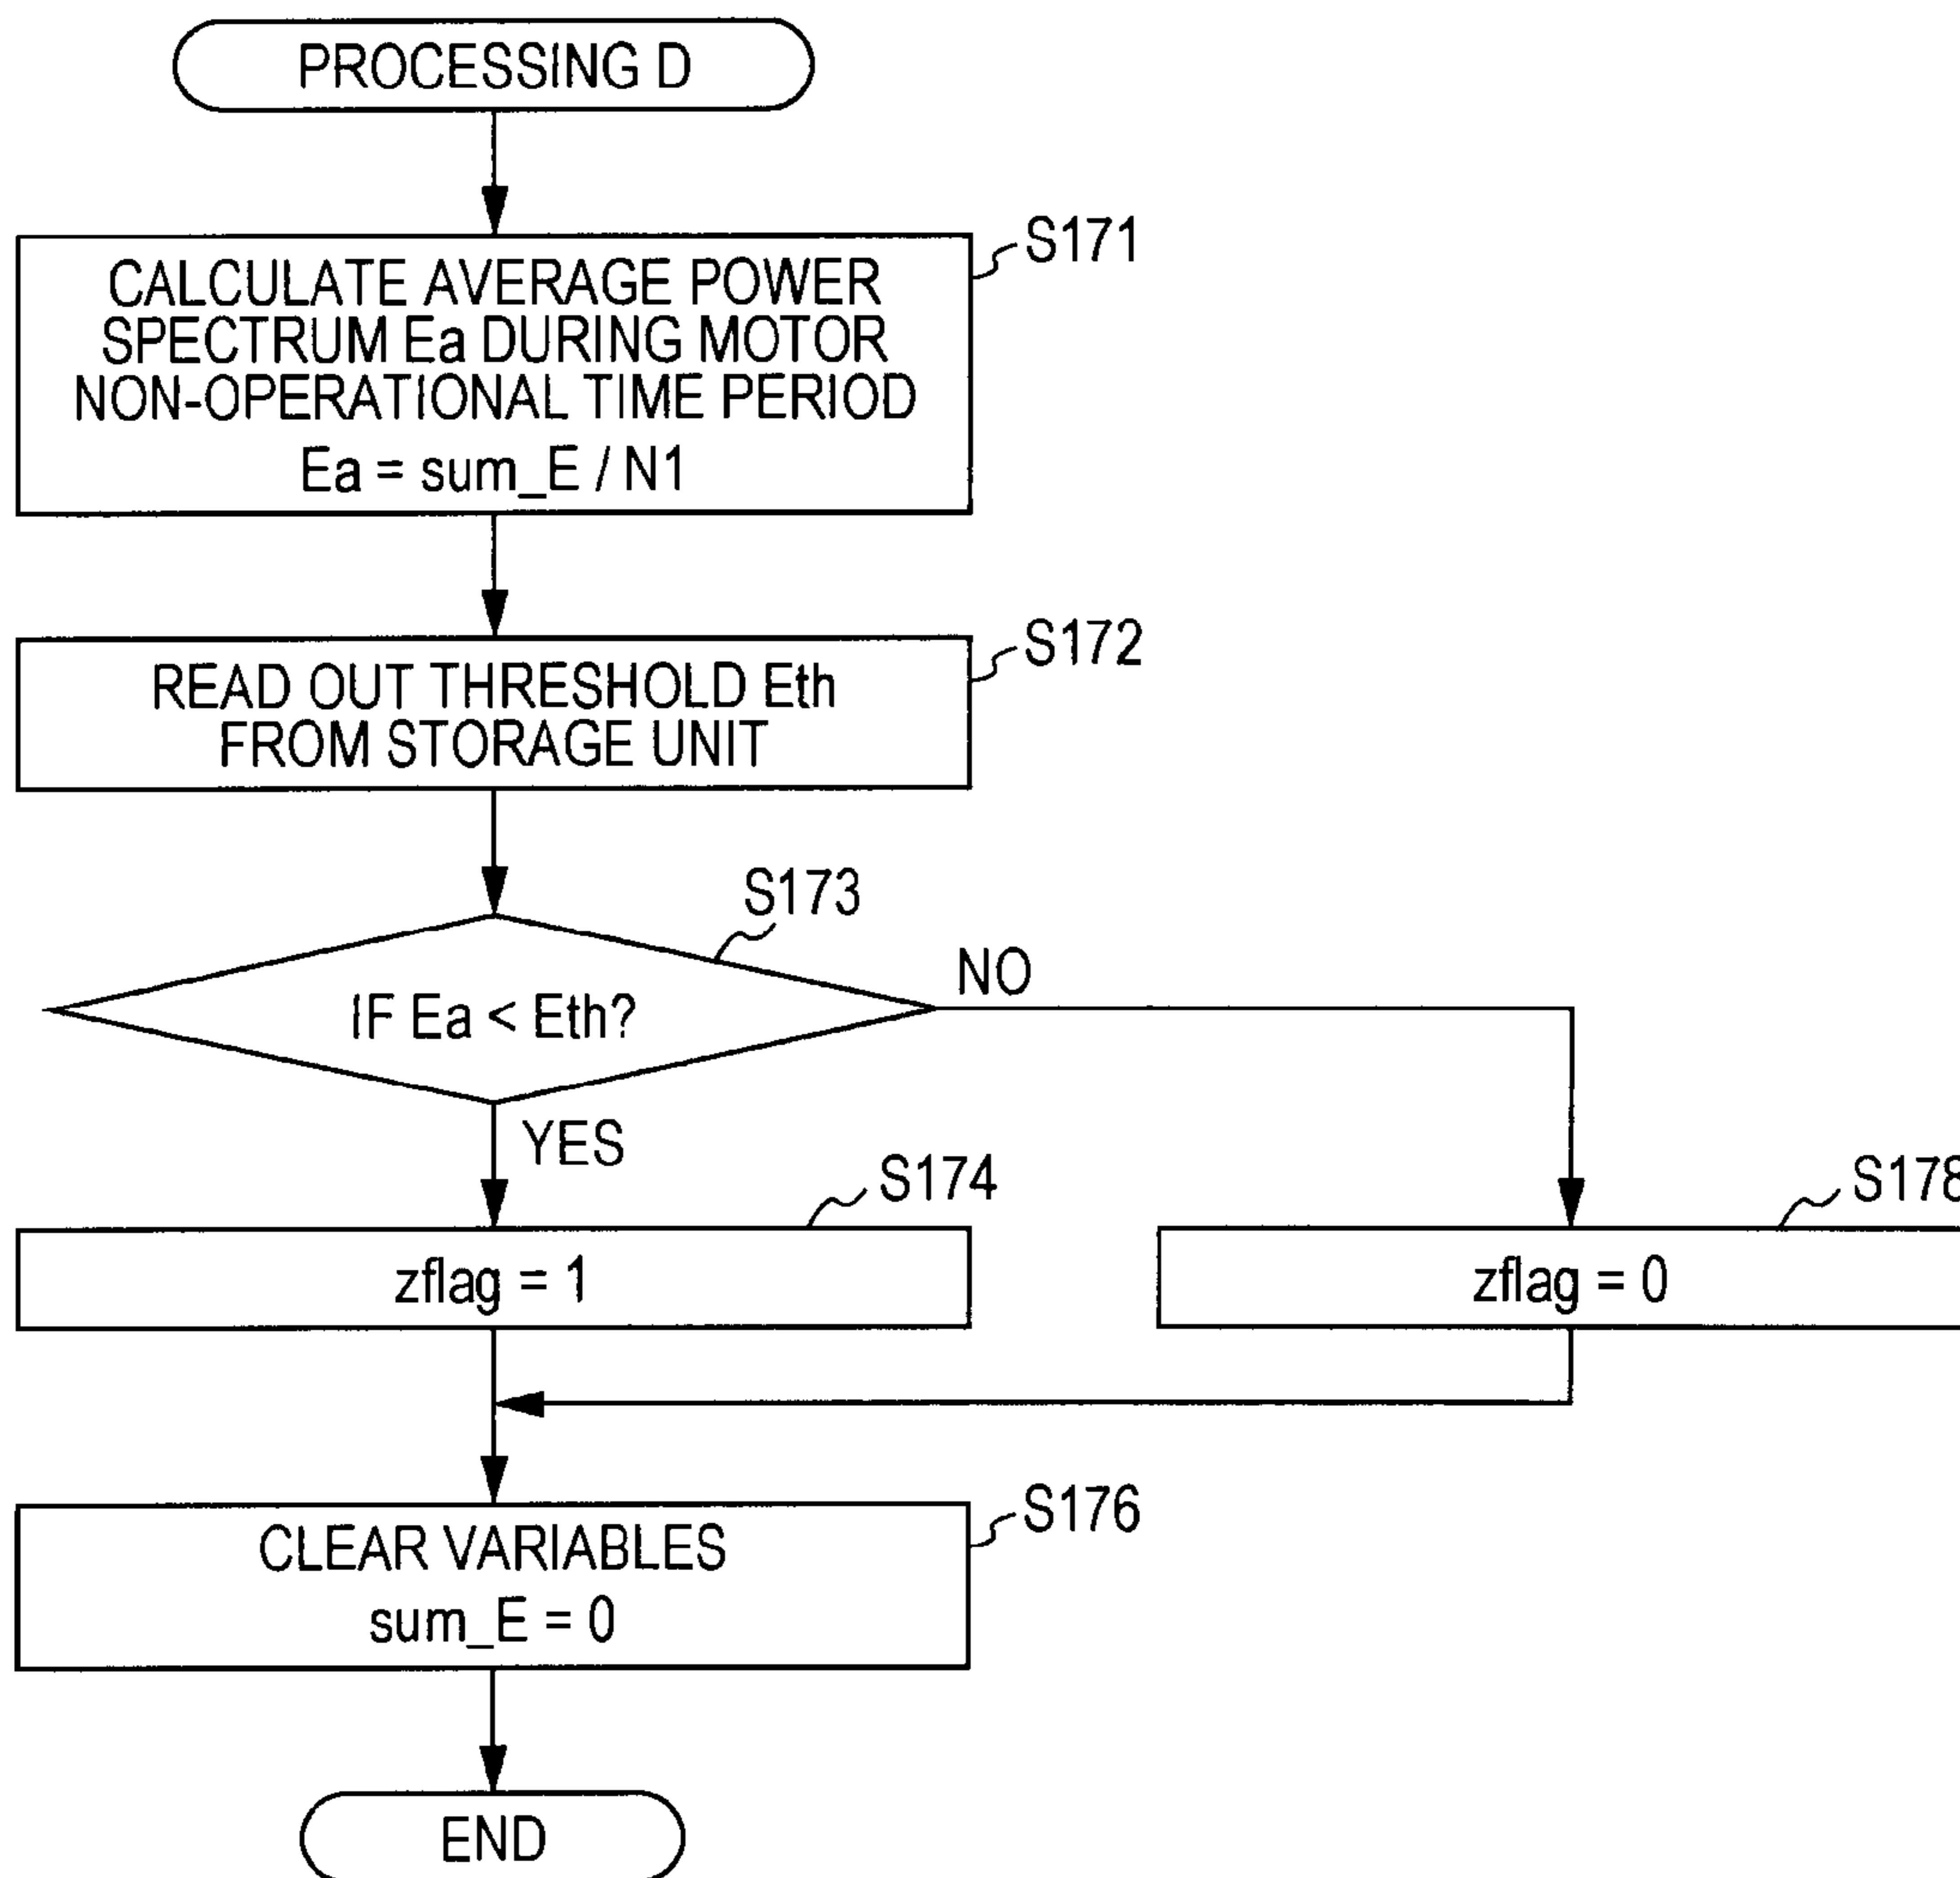 PROCESSING D
S171
CALCULATE AVERAGE POWER
SPECTRUM Ea DURING MOTOR
NON-OPERATIONAL TIME PERIOD
Ea = sum_E / N1
S172
READ OUT THRESHOLD Eth
FROM STORAGE UNIT
S173
IF Ea < Eth?
NO
YES
S174
zflag = 1
S178
zflag = 0
S176
CLEAR VARIABLES
sum_E = 0
END